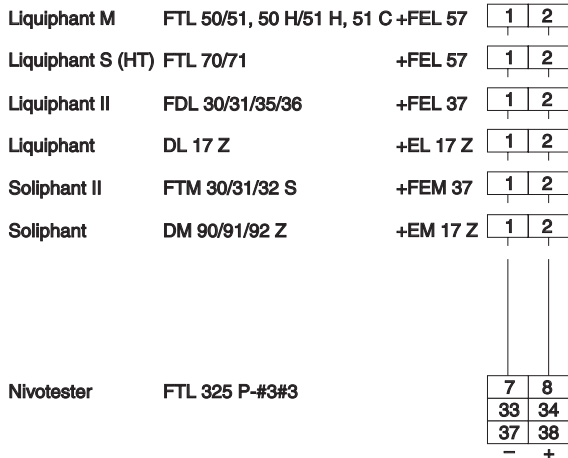 Liquiphant M FTL 50/51, 50 H/51 H, 51 C +FEL 57 1 2
Liquiphant S (HT) FTL 70/71 +FEL 57 1 2
Liquiphant II FDL 30/31/35/36 +FEL 37 1 2
Liquiphant DL 17 Z +EL 17 Z 1 2
Soliphant II FTM 30/31/32 S +FEM 37 1 2
Soliphant DM 90/91/92 Z +EM 17 Z 1 2
Nivotester FTL 325 P-#3#3 7 8
33 34
37 38
− +